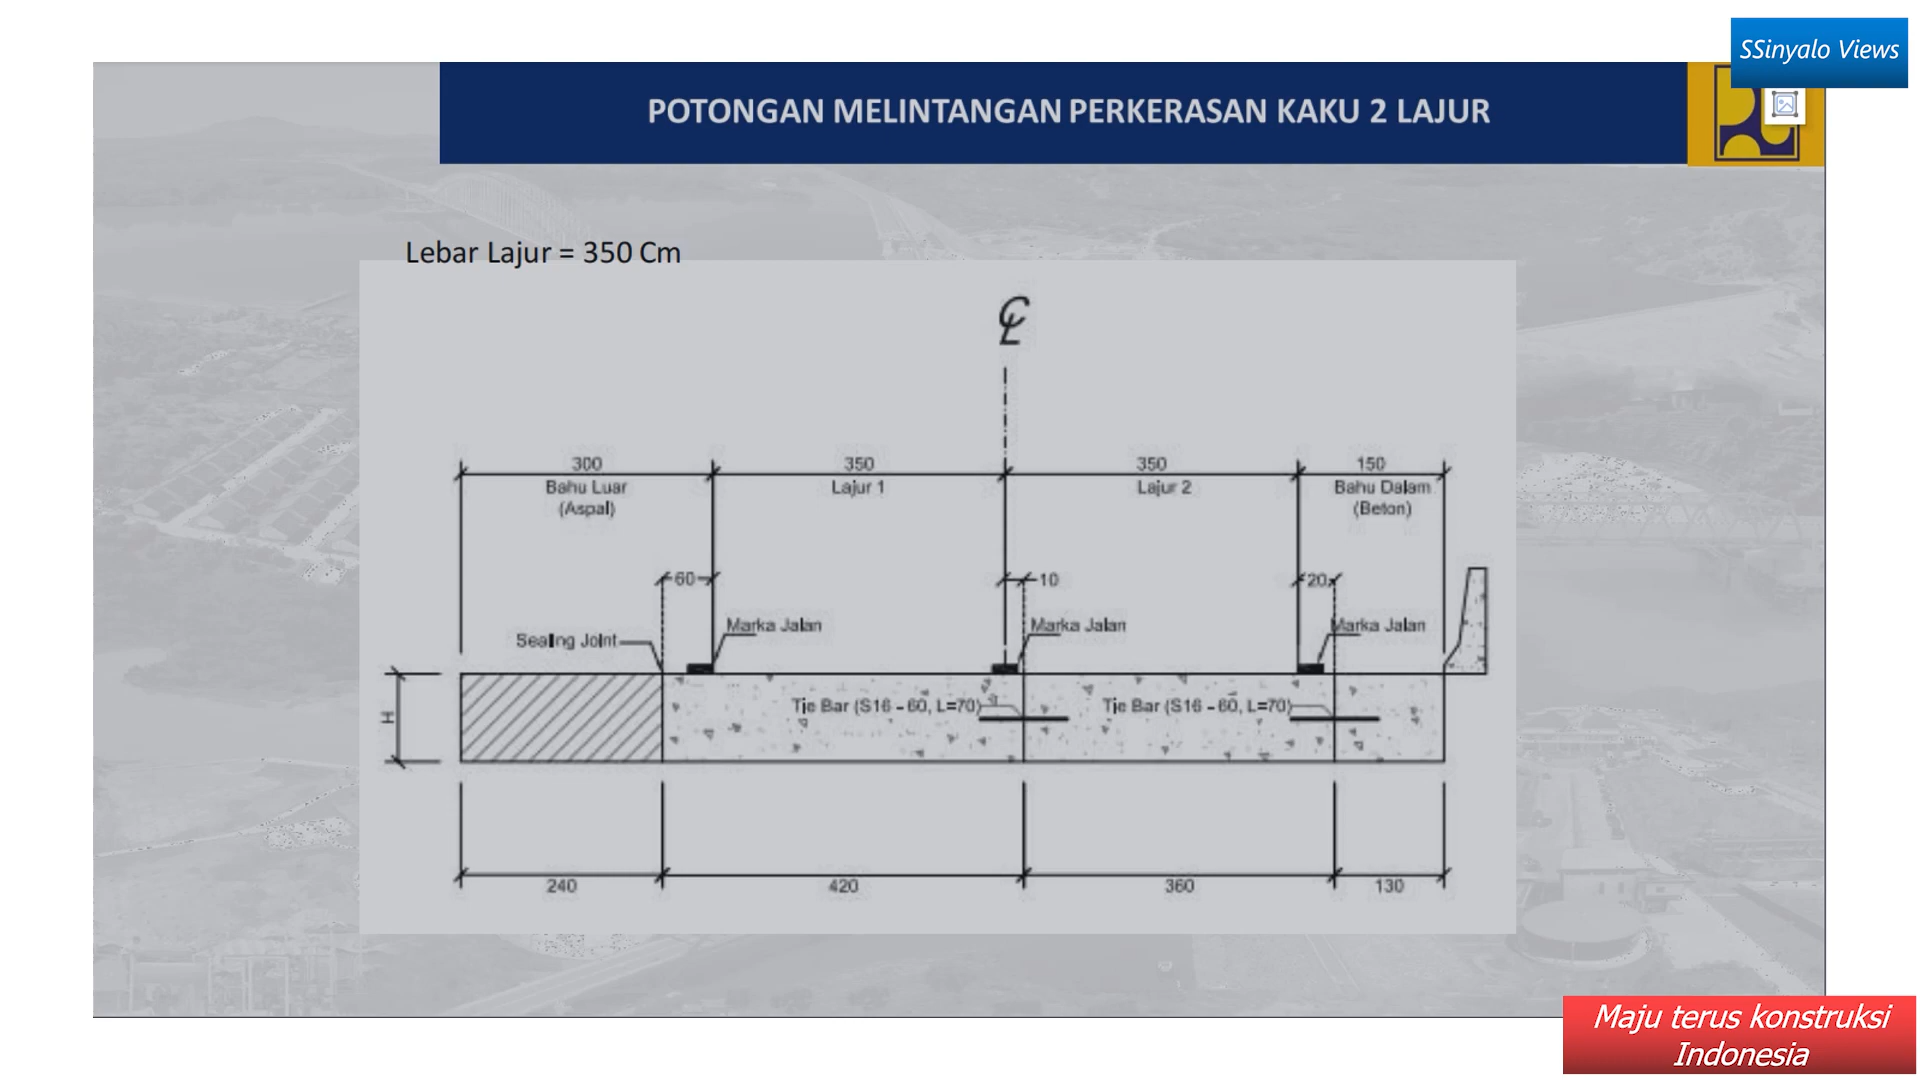 SSinyalo Views
POTONGAN MELINTANGAN PERKERASAN KAKU 2 LAJUR
Lebar Lajur = 350 Cm
℄
300
350
350
150
Bahu Luar
(Aspal)
Lajur 1
Lajur 2
Bahu Dalam
(Beton)
60
10
20
Marka Jalan
Marka Jalan
Marka Jalan
Sealing Joint
H
Tie Bar (S16 - 60, L=70)
Tie Bar (S16 - 60, L=70)
240
420
360
130
Maju terus konstruksi
Indonesia